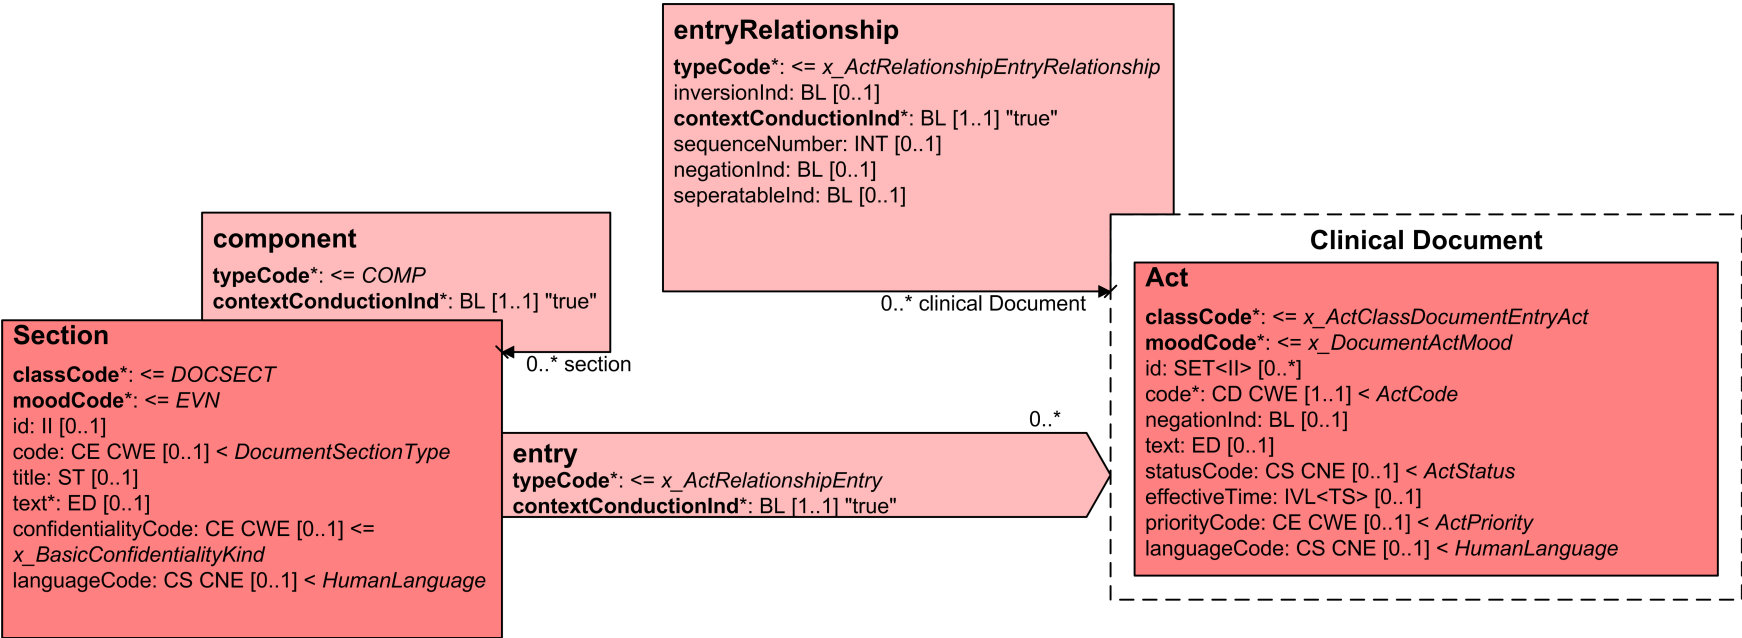 entryRelationship
typeCode*: <= x_ActRelationshipEntryRelationship
inversionInd: BL [0..1]
contextConductionInd*: BL [1..1] "true"
sequenceNumber: INT [0..1]
negationInd: BL [0..1]
seperatableInd: BL [0..1]
0..* clinical Document
component
typeCode*: <= COMP
contextConductionInd*: BL [1..1] "true"
0..* section
Section
classCode*: <= DOCSECT
moodCode*: <= EVN
id: II [0..1]
code: CE CWE [0..1] < DocumentSectionType
title: ST [0..1]
text*: ED [0..1]
confidentialityCode: CE CWE [0..1] <=
x_BasicConfidentialityKind
languageCode: CS CNE [0..1] < HumanLanguage
0..*
entry
typeCode*: <= x_ActRelationshipEntry
contextConductionInd*: BL [1..1] "true"
Clinical Document
Act
classCode*: <= x_ActClassDocumentEntryAct
moodCode*: <= x_DocumentActMood
id: SET<II> [0..*]
code*: CD CWE [1..1] < ActCode
negationInd: BL [0..1]
text: ED [0..1]
statusCode: CS CNE [0..1] < ActStatus
effectiveTime: IVL<TS> [0..1]
priorityCode: CE CWE [0..1] < ActPriority
languageCode: CS CNE [0..1] < HumanLanguage